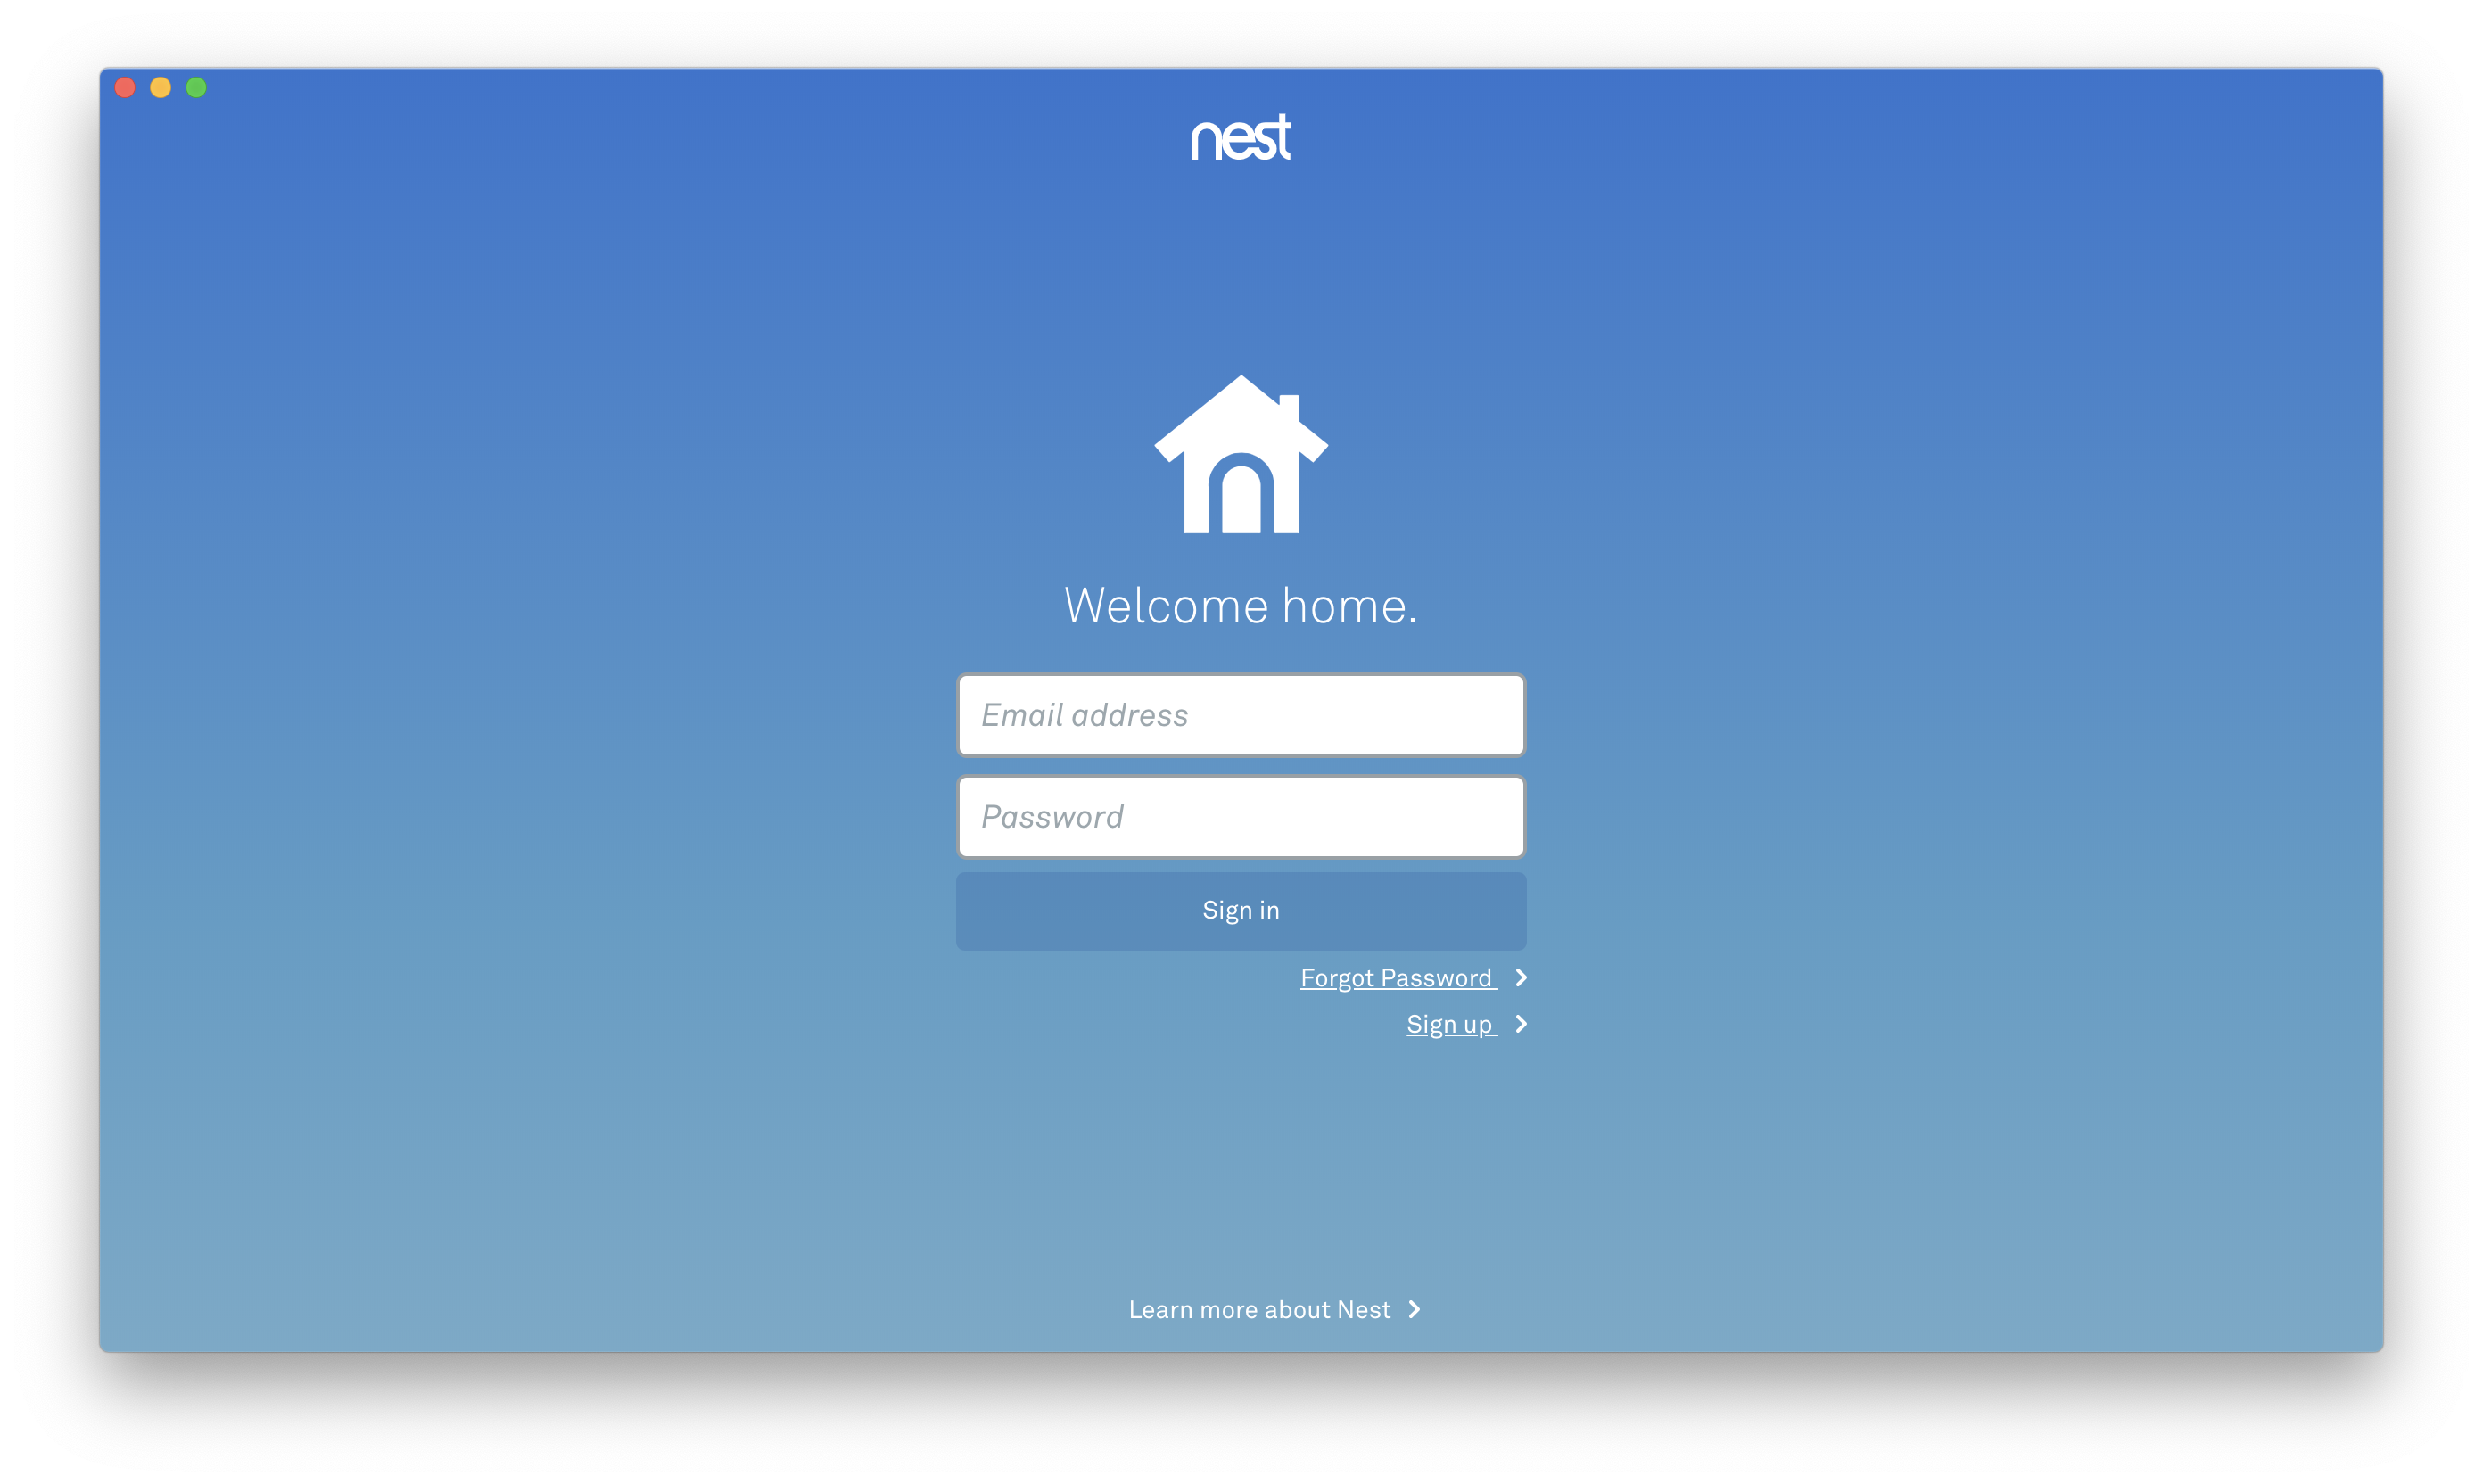 nest
Welcome home.
Email address
Password
Sign in
Forgot Password
Sign up
Learn more about Nest